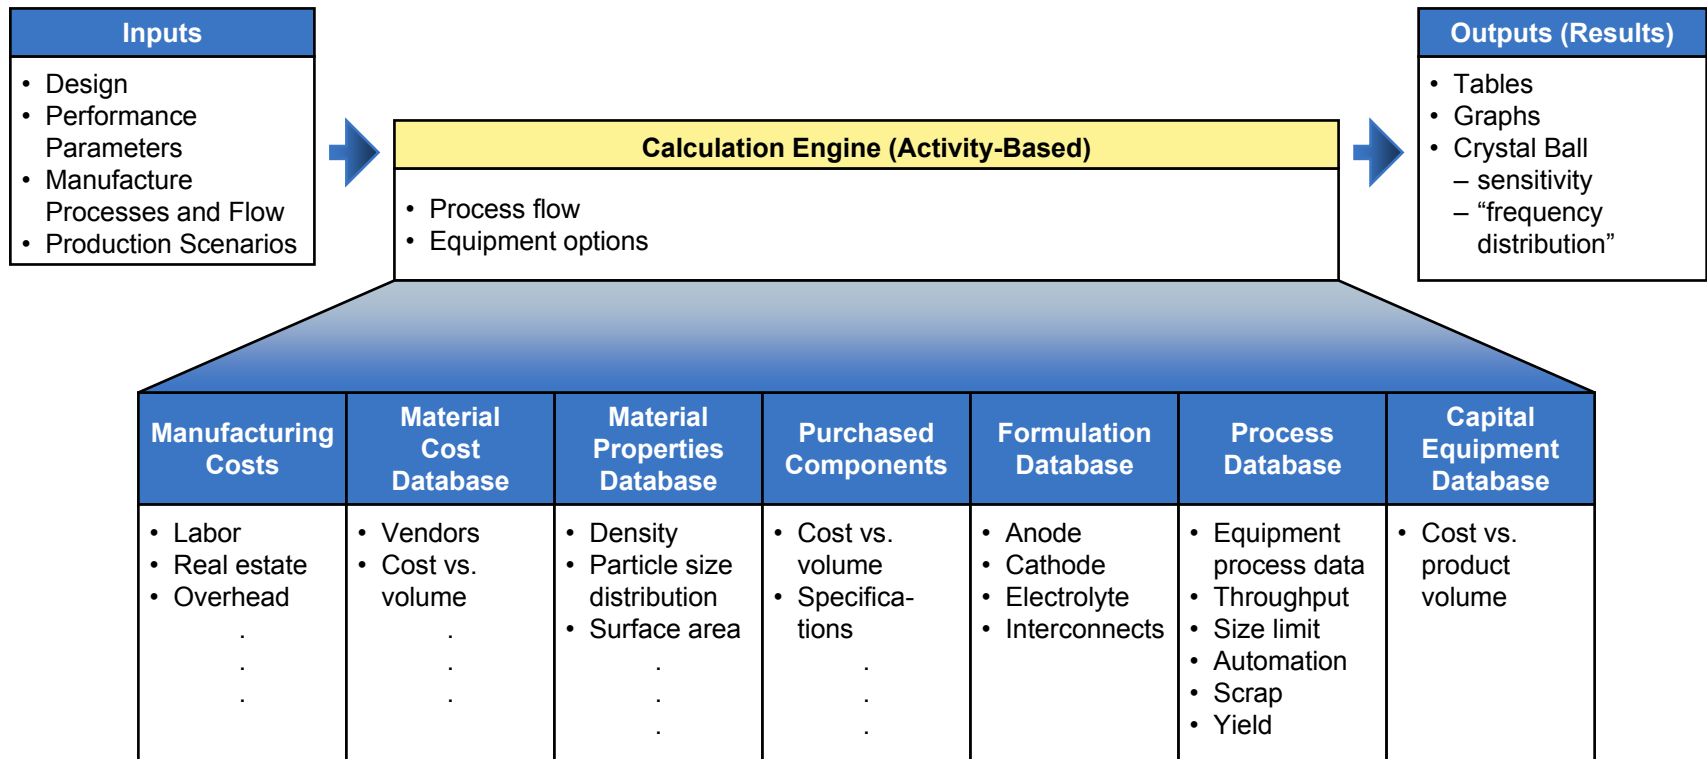 Inputs
• Design
• Performance
Parameters
• Manufacture
Processes and Flow
• Production Scenarios
Calculation Engine (Activity-Based)
• Process flow
• Equipment options
Outputs (Results)
• Tables
• Graphs
• Crystal Ball
– sensitivity
– “frequency
distribution”
Manufacturing
Costs
• Labor
• Real estate
• Overhead
.
.
.
Material
Cost
Database
• Vendors
• Cost vs.
volume
.
.
.
Material
Properties
Database
• Density
• Particle size
distribution
• Surface area
.
.
.
Purchased
Components
• Cost vs.
volume
• Specifica-
tions
.
.
.
Formulation
Database
• Anode
• Cathode
• Electrolyte
• Interconnects
Process
Database
• Equipment
process data
• Throughput
• Size limit
• Automation
• Scrap
• Yield
Capital
Equipment
Database
• Cost vs.
product
volume